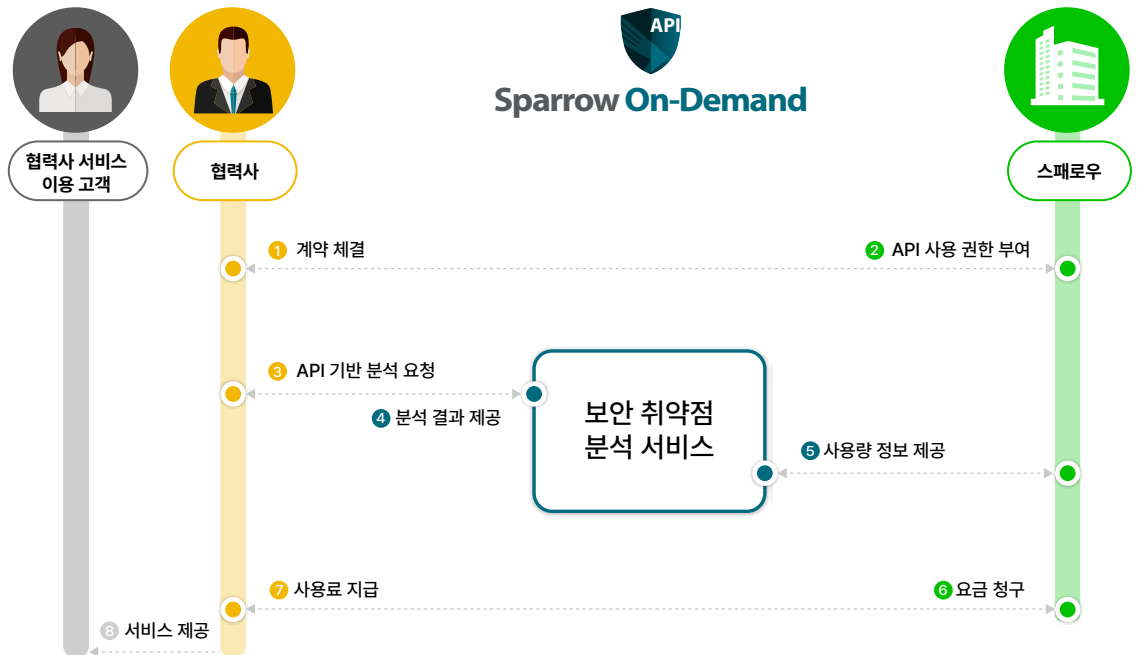 API
Sparrow On-Demand
협력사 서비스
이용 고객
협력사
스패로우
1 계약 체결
2 API 사용 권한 부여
3 API 기반 분석 요청
4 분석 결과 제공
보안 취약점
분석 서비스
5 사용량 정보 제공
7 사용료 지급
6 요금 청구
8 서비스 제공